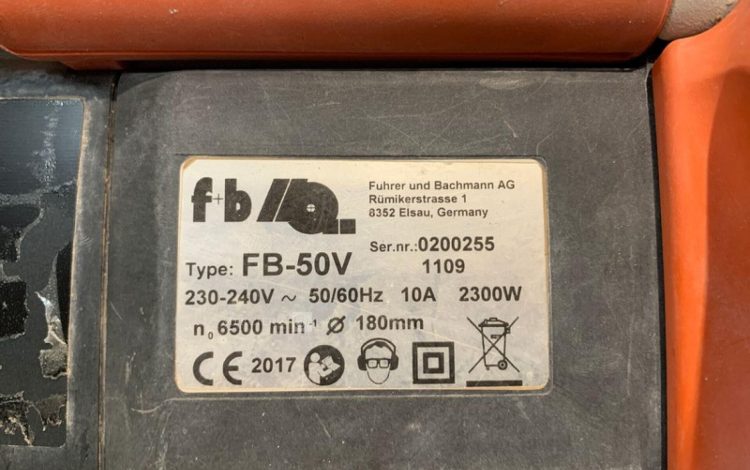 f+b
Fuhrer und Bachmann AG
Rümikerstrasse 1
8352 Elsau, Germany
Ser.nr.:0200255
Type: FB-50V 1109
230-240V ~ 50/60Hz 10A 2300W
n₀ 6500 min⁻¹ Ø 180mm
CE 2017